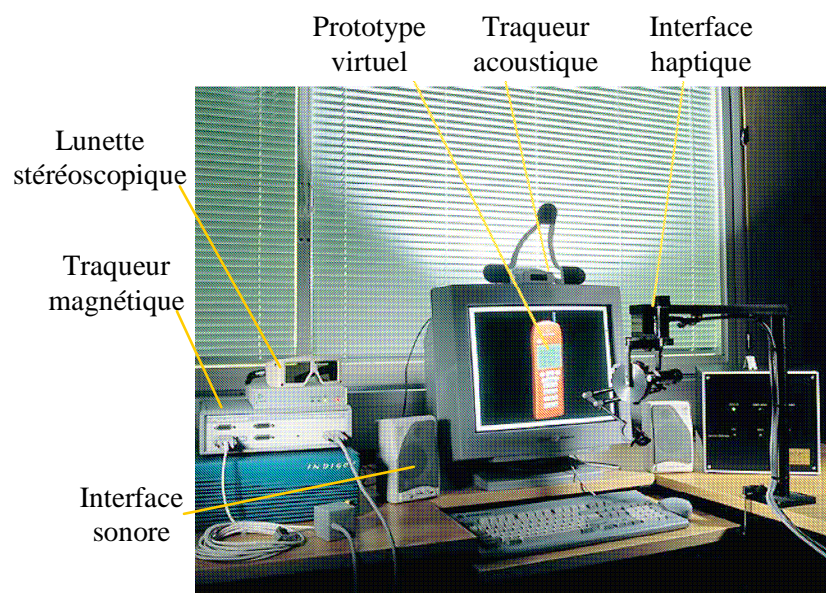 Prototype
virtuel
Traqueur
acoustique
Interface
haptique
Lunette
stéréoscopique
Traqueur
magnétique
INDIGO
Interface
sonore